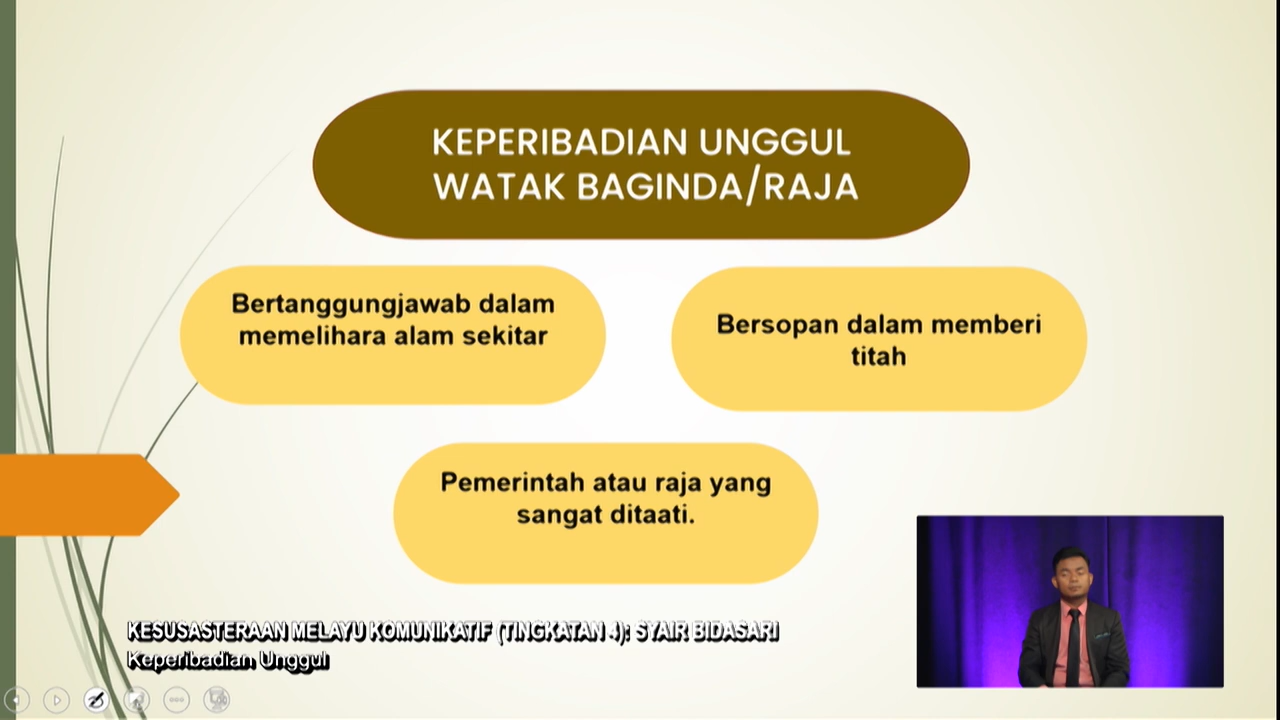 KEPERIBADIAN UNGGUL
WATAK BAGINDA/RAJA
Bertanggungjawab dalam
memelihara alam sekitar
Bersopan dalam memberi
titah
Pemerintah atau raja yang
sangat ditaati.
KESUSASTERAAN MELAYU KOMUNIKATIF (TINGKATAN 4): SYAIR BIDASARI
Keperibadian Unggul